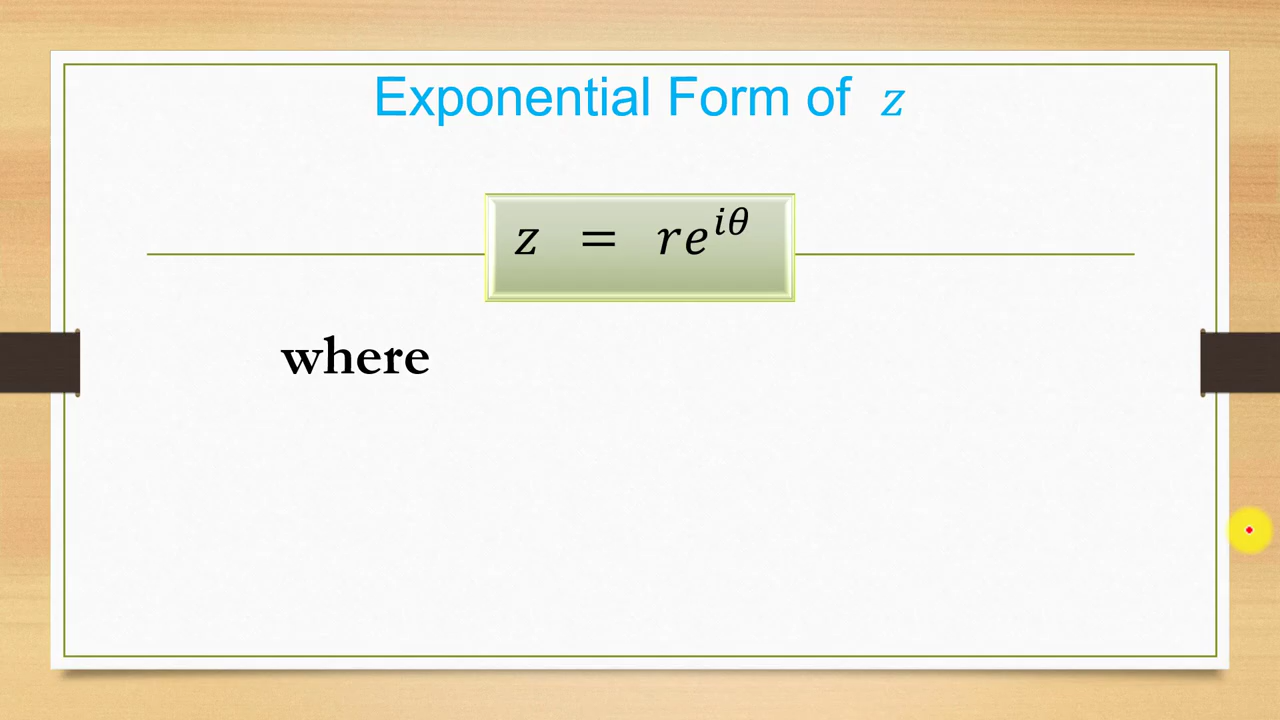 Exponential Form of z
z = re^{iθ}
where